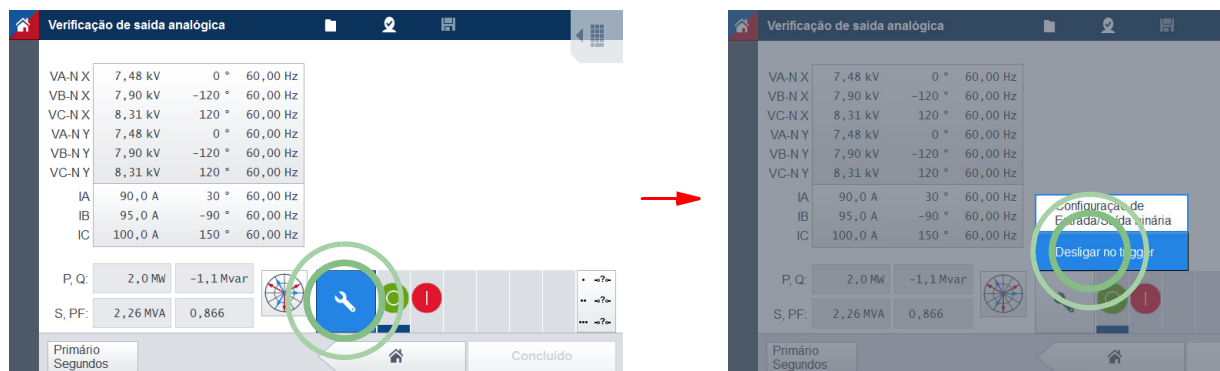 Verificação de saída analógica
VA-N X 7,48 kV 0 ° 60,00 Hz
VB-N X 7,90 kV -120 ° 60,00 Hz
VC-N X 8,31 kV 120 ° 60,00 Hz
VA-N Y 7,48 kV 0 ° 60,00 Hz
VB-N Y 7,90 kV -120 ° 60,00 Hz
VC-N Y 8,31 kV 120 ° 60,00 Hz
IA 90,0 A 30 ° 60,00 Hz
IB 95,0 A -90 ° 60,00 Hz
IC 100,0 A 150 ° 60,00 Hz
P, Q: 2,0 MW -1,1 Mvar
S, PF: 2,26 MVA 0,866
Primário
Segundos
Concluído
Verificação de saída analógica
VA-N X 7,48 kV 0 ° 60,00 Hz
VB-N X 7,90 kV -120 ° 60,00 Hz
VC-N X 8,31 kV 120 ° 60,00 Hz
VA-N Y 7,48 kV 0 ° 60,00 Hz
VB-N Y 7,90 kV -120 ° 60,00 Hz
VC-N Y 8,31 kV 120 ° 60,00 Hz
IA 90,0 A 30 ° 60,00 Hz
IB 95,0 A -90 ° 60,00 Hz
IC 100,0 A 150 ° 60,00 Hz
Configuração de
Entrada/Saída binária
Desligar no trigger
P, Q: 2,0 MW -1,1 Mvar
S, PF: 2,26 MVA 0,866
Primário
Segundos